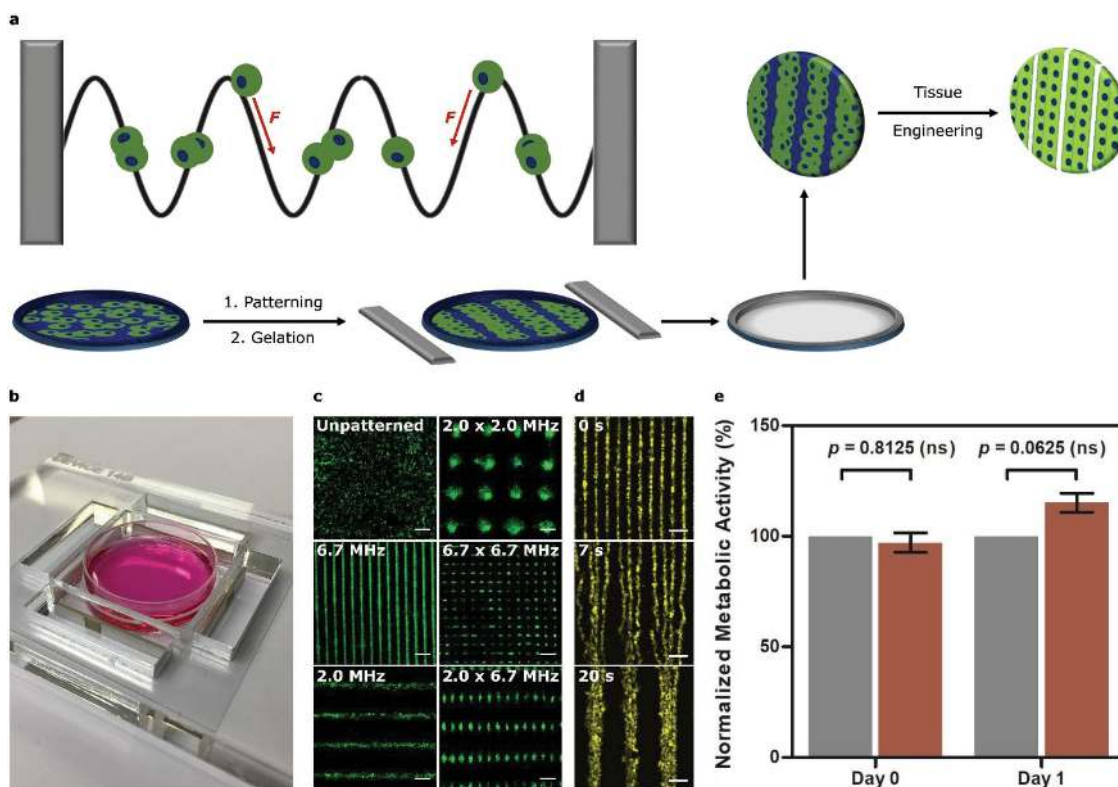 a
F
F
Tissue
Engineering
1. Patterning
2. Gelation
b
c
Unpatterned
2.0 x 2.0 MHz
6.7 MHz
6.7 x 6.7 MHz
2.0 MHz
2.0 x 6.7 MHz
d
0 s
7 s
20 s
e
Normalized Metabolic Activity (%)
150
100
50
0
p = 0.8125 (ns)
p = 0.0625 (ns)
Day 0
Day 1